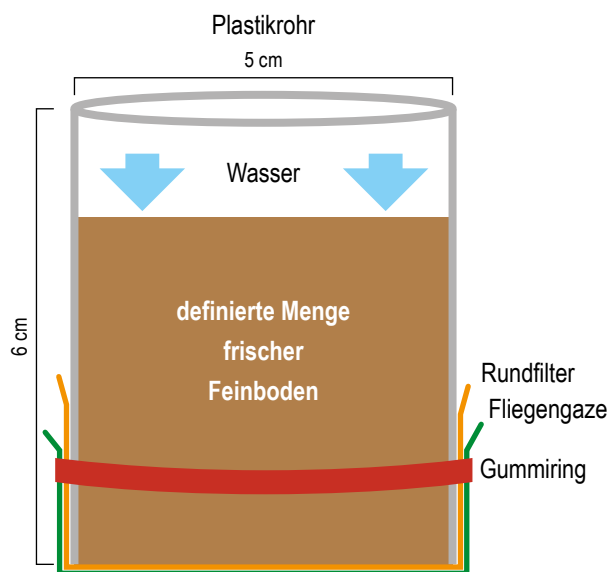 Plastikrohr
5 cm
Wasser
6 cm
definierte Menge
frischer
Feinboden
Rundfilter
Fliegengaze
Gummiring